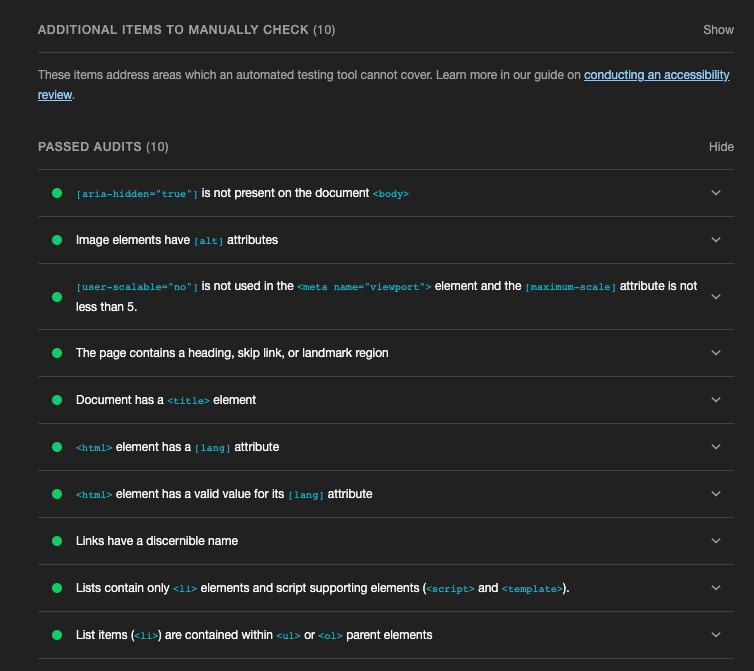 ADDITIONAL ITEMS TO MANUALLY CHECK (10) Show
These items address areas which an automated testing tool cannot cover. Learn more in our guide on conducting an accessibility
review.
PASSED AUDITS (10) Hide
[aria-hidden="true"] is not present on the document <body>
Image elements have [alt] attributes
[user-scalable="no"] is not used in the <meta name="viewport"> element and the [maximum-scale] attribute is not
less than 5.
The page contains a heading, skip link, or landmark region
Document has a <title> element
<html> element has a [lang] attribute
<html> element has a valid value for its [lang] attribute
Links have a discernible name
Lists contain only <li> elements and script supporting elements (<script> and <template>).
List items (<li>) are contained within <ul> or <ol> parent elements